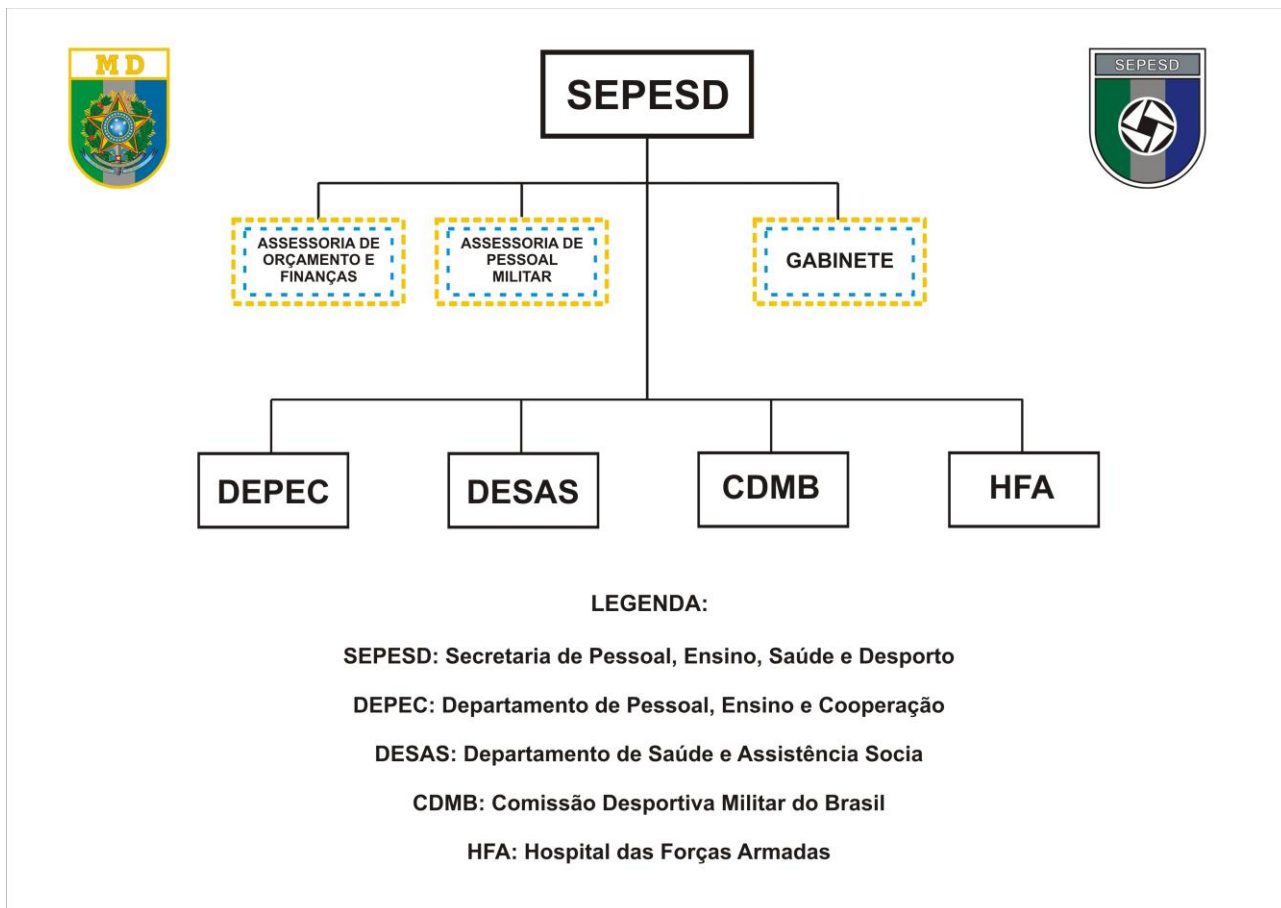 MD
SEPESD
SEPESD
ASSESSORIA DE
ORÇAMENTO E
FINANÇAS
ASSESSORIA DE
PESSOAL
MILITAR
GABINETE
DEPEC
DESAS
CDMB
HFA
LEGENDA:
SEPESD: Secretaria de Pessoal, Ensino, Saúde e Desporto
DEPEC: Departamento de Pessoal, Ensino e Cooperação
DESAS: Departamento de Saúde e Assistência Socia
CDMB: Comissão Desportiva Militar do Brasil
HFA: Hospital das Forças Armadas